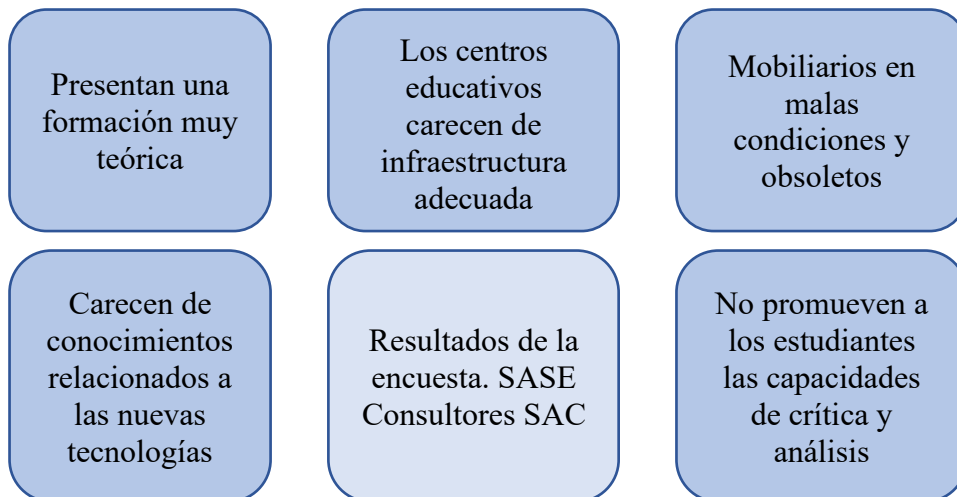 Presentan una
formación muy
teórica
Los centros
educativos
carecen de
infraestructura
adecuada
Mobiliarios en
malas
condiciones y
obsoletos
Carecen de
conocimientos
relacionados a
las nuevas
tecnologías
Resultados de la
encuesta. SASE
Consultores SAC
No promueven a
los estudiantes
las capacidades
de crítica y
análisis